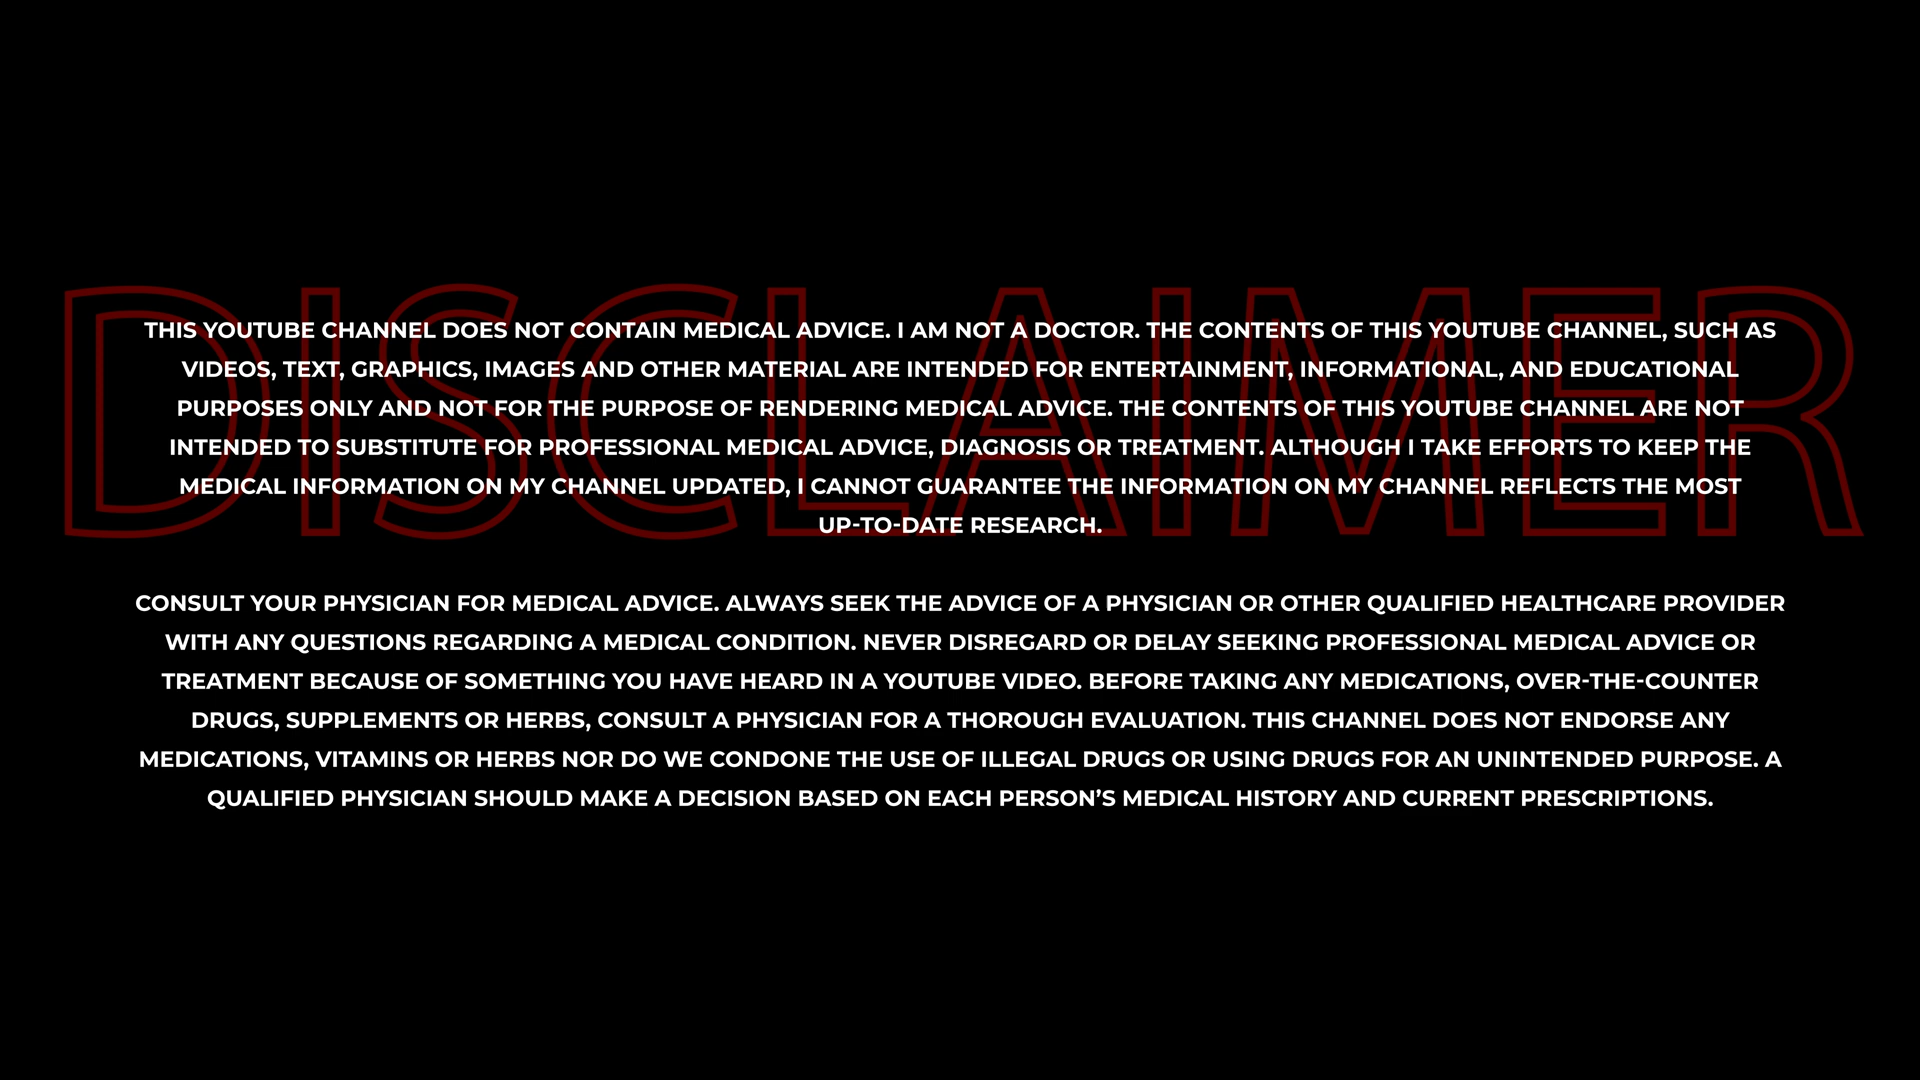 DISCLAIMER
THIS YOUTUBE CHANNEL DOES NOT CONTAIN MEDICAL ADVICE. I AM NOT A DOCTOR. THE CONTENTS OF THIS YOUTUBE CHANNEL, SUCH AS
VIDEOS, TEXT, GRAPHICS, IMAGES AND OTHER MATERIAL ARE INTENDED FOR ENTERTAINMENT, INFORMATIONAL, AND EDUCATIONAL
PURPOSES ONLY AND NOT FOR THE PURPOSE OF RENDERING MEDICAL ADVICE. THE CONTENTS OF THIS YOUTUBE CHANNEL ARE NOT
INTENDED TO SUBSTITUTE FOR PROFESSIONAL MEDICAL ADVICE, DIAGNOSIS OR TREATMENT. ALTHOUGH I TAKE EFFORTS TO KEEP THE
MEDICAL INFORMATION ON MY CHANNEL UPDATED, I CANNOT GUARANTEE THE INFORMATION ON MY CHANNEL REFLECTS THE MOST
UP-TO-DATE RESEARCH.
CONSULT YOUR PHYSICIAN FOR MEDICAL ADVICE. ALWAYS SEEK THE ADVICE OF A PHYSICIAN OR OTHER QUALIFIED HEALTHCARE PROVIDER
WITH ANY QUESTIONS REGARDING A MEDICAL CONDITION. NEVER DISREGARD OR DELAY SEEKING PROFESSIONAL MEDICAL ADVICE OR
TREATMENT BECAUSE OF SOMETHING YOU HAVE HEARD IN A YOUTUBE VIDEO. BEFORE TAKING ANY MEDICATIONS, OVER-THE-COUNTER
DRUGS, SUPPLEMENTS OR HERBS, CONSULT A PHYSICIAN FOR A THOROUGH EVALUATION. THIS CHANNEL DOES NOT ENDORSE ANY
MEDICATIONS, VITAMINS OR HERBS NOR DO WE CONDONE THE USE OF ILLEGAL DRUGS OR USING DRUGS FOR AN UNINTENDED PURPOSE. A
QUALIFIED PHYSICIAN SHOULD MAKE A DECISION BASED ON EACH PERSON’S MEDICAL HISTORY AND CURRENT PRESCRIPTIONS.